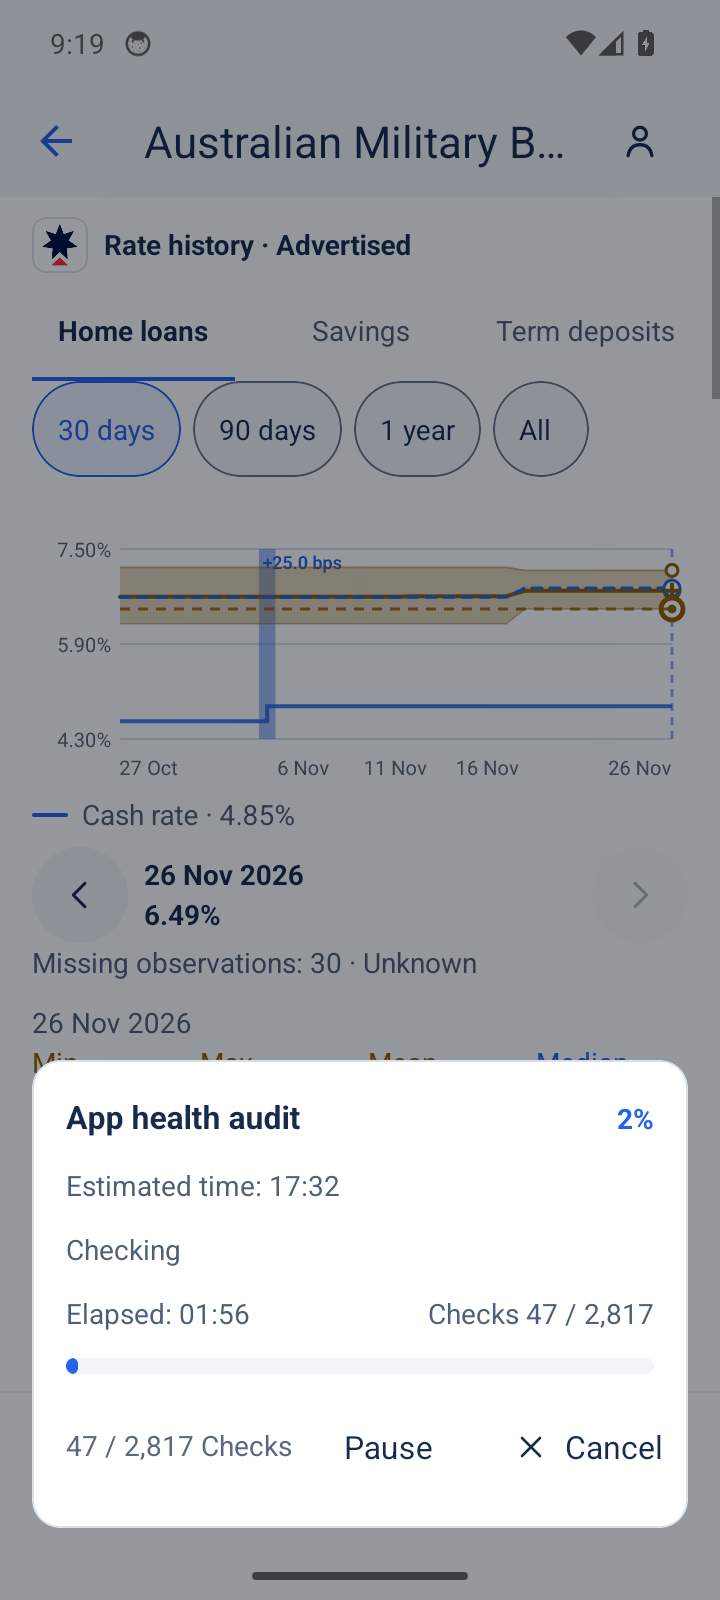 9:19
Australian Military B...
Rate history · Advertised
Home loans Savings Term deposits
30 days 90 days 1 year All
7.50%
+25.0 bps
5.90%
4.30%
27 Oct 6 Nov 11 Nov 16 Nov 26 Nov
Cash rate · 4.85%
26 Nov 2026
6.49%
Missing observations: 30 · Unknown
26 Nov 2026
Min Max Mean Median
App health audit 2%
Estimated time: 17:32
Checking
Elapsed: 01:56 Checks 47 / 2,817
47 / 2,817 Checks Pause Cancel